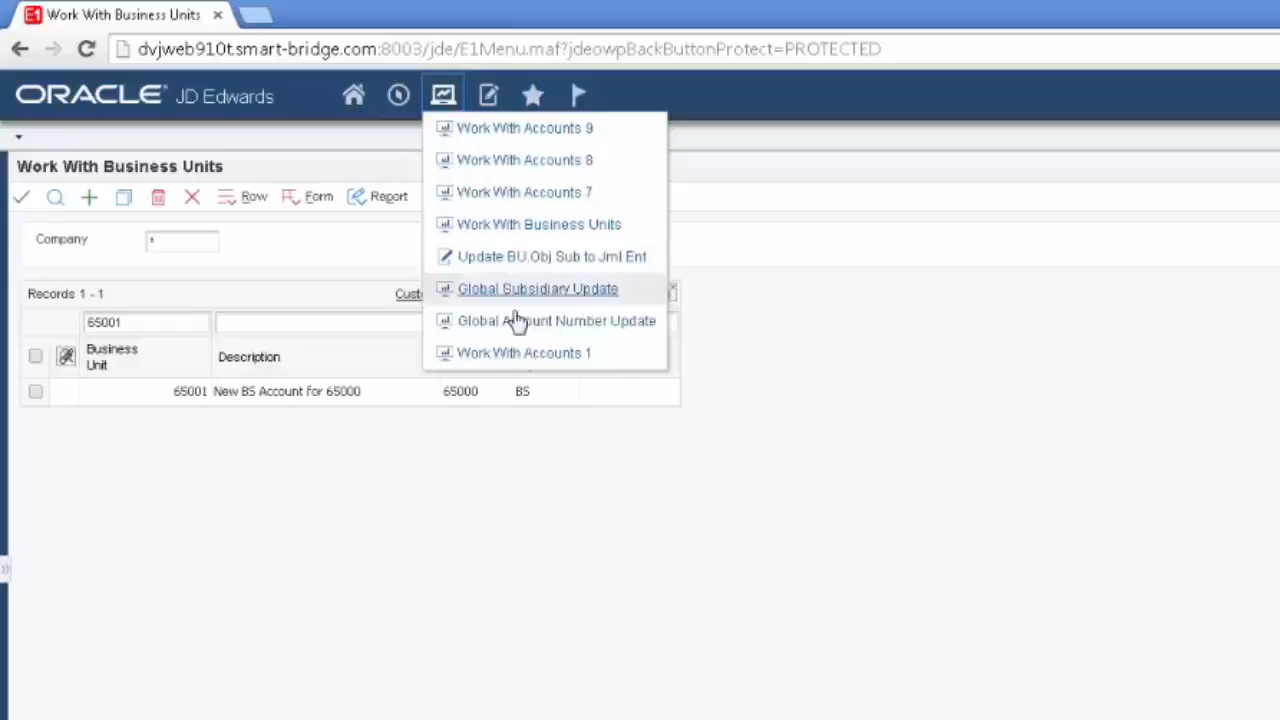 E1 Work With Business Units
dvjweb910t.smart-bridge.com:8003/jde/E1Menu.maf?jdeowpBackButtonProtect=PROTECTED
ORACLE JD Edwards
Work With Accounts 9
Work With Accounts 8
Work With Accounts 7
Work With Business Units
Update BU.Obj Sub to Jrnl Ent
Global Subsidiary Update
Global Account Number Update
Work With Accounts 1
Work With Business Units
Row Form Report
Company *
Records 1 - 1 Cust
65001
Business
Unit
Description
65001 New BS Account for 65000 65000 BS